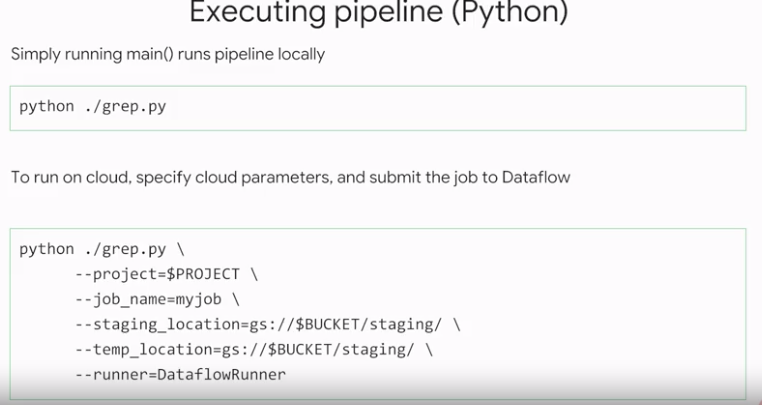 Executing pipeline (Python)
Simply running main() runs pipeline locally
python ./grep.py
To run on cloud, specify cloud parameters, and submit the job to Dataflow
python ./grep.py \
--project=$PROJECT \
--job_name=myjob \
--staging_location=gs://$BUCKET/staging/ \
--temp_location=gs://$BUCKET/staging/ \
--runner=DataflowRunner